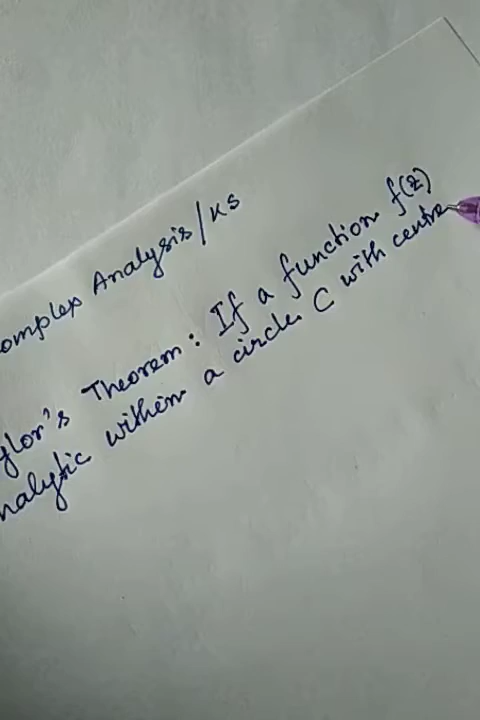 omplex Analysis/KS
ylor's Theorem: If a function f(z)
nalytic within a circle C with centre